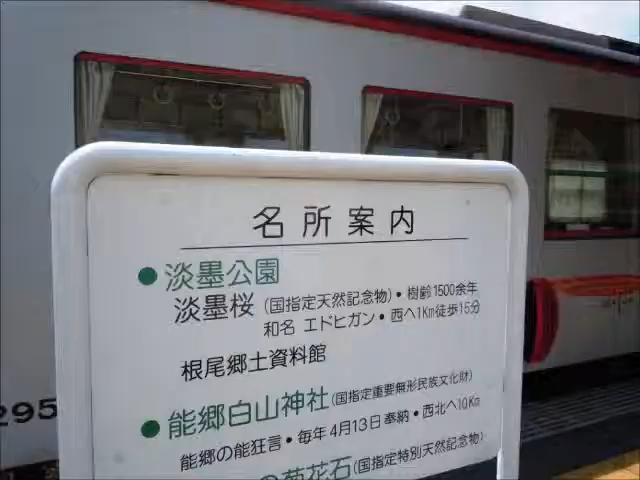 名所案内
●淡墨公園
淡墨桜(国指定天然記念物)•樹齢1500余年
和名 エドヒガン•西へ1Km徒歩15分
根尾郷土資料館
●能郷白山神社(国指定重要無形民俗文化財)
能郷の能狂言•毎年4月13日奉納•西北へ10Km
の菊花石(国指定特別天然記念物)
295